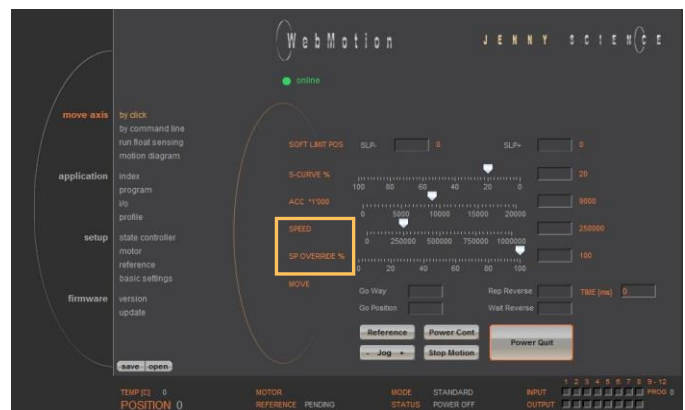 WebMotion
JENNY SCIENCE
online
move axis by click
by command line
run float sensing
motion diagram
application index
program
i/o
profile
setup state controller
motor
reference
basic settings
firmware version
update
save open
SOFT LIMIT POS SLP- 0 SLP+ 0
S-CURVE % 20
100 80 60 40 20 0
ACC *1'000 9000
0 5000 10000 15000 20000
SPEED 250000
0 250000 500000 750000 1000000
SP OVERRIDE % 100
0 20 40 60 80 100
MOVE Go Way Rep Reverse TIME [ms] 0
Go Position Wait Reverse
Reference Power Cont Power Quit
- Jog + Stop Motion
1 2 3 4 5 6 7 8 9-12
TEMP [C] 0 MOTOR MODE STANDARD INPUT PROG 0
POSITION 0 REFERENCE PENDING STATUS POWER OFF OUTPUT